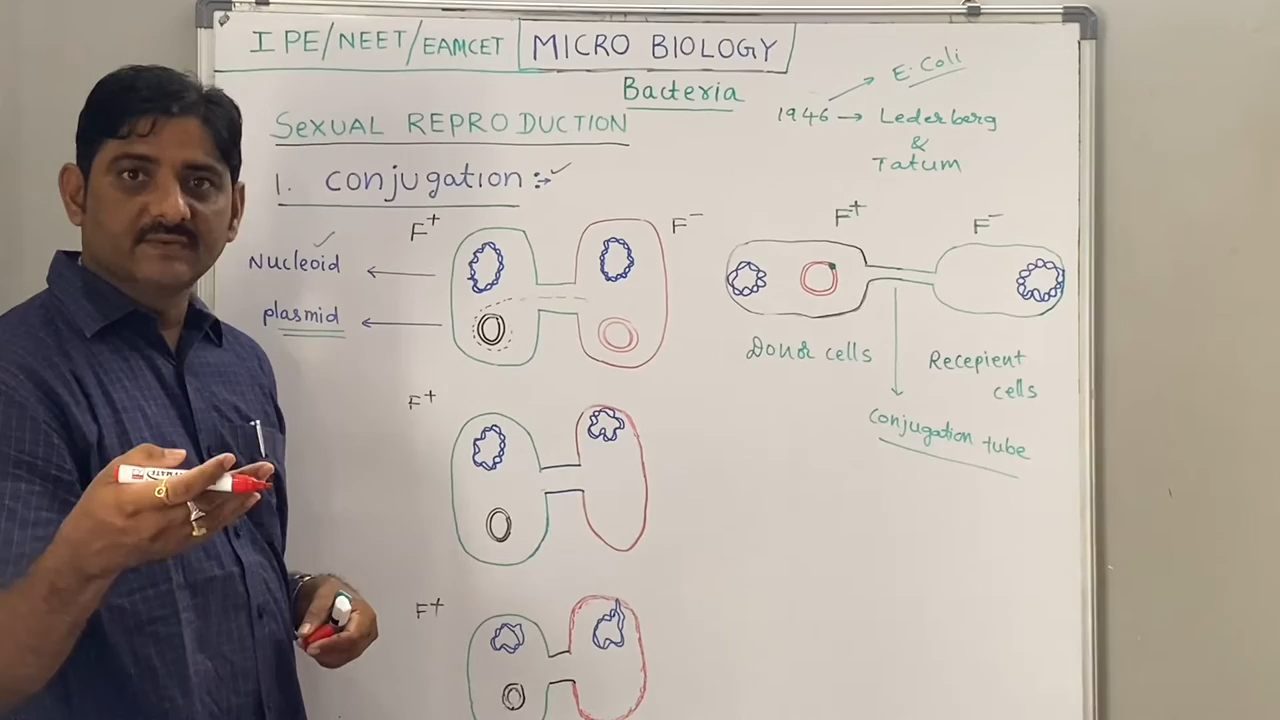 IPE/NEET/EAMCET MICRO BIOLOGY
Bacteria
E.Coli
1946 → Lederberg
&
Tatum
SEXUAL REPRODUCTION
1. Conjugation :→ ✓
F⁺
F⁻
Nucleoid
plasmid
F⁺
F⁻
Donor cells
Recepient
cells
Conjugation tube
F⁺
F⁺